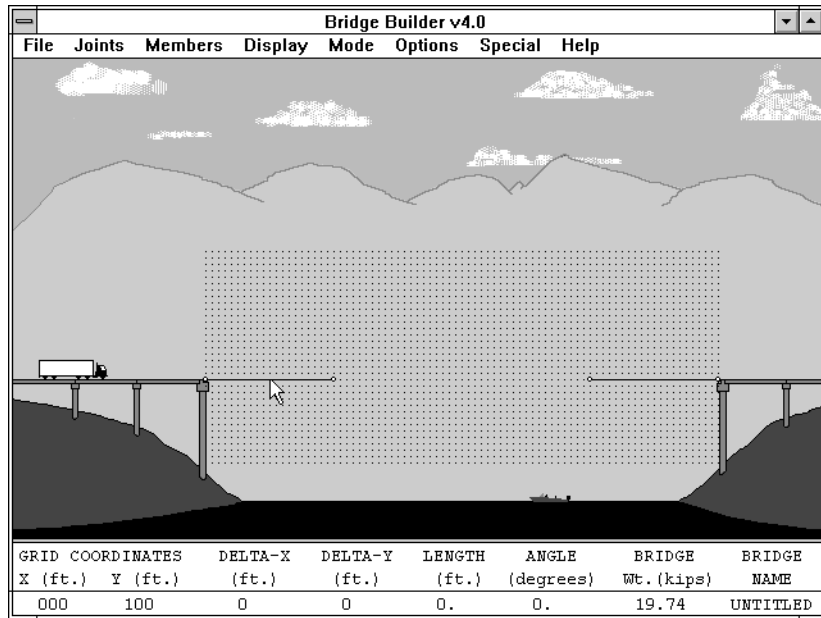 Bridge Builder v4.0
File Joints Members Display Mode Options Special Help
GRID COORDINATES DELTA-X DELTA-Y LENGTH ANGLE BRIDGE BRIDGE
X (ft.) Y (ft.) (ft.) (ft.) (ft.) (degrees) Wt.(kips) NAME
000 100 0 0 0. 0. 19.74 UNTITLED